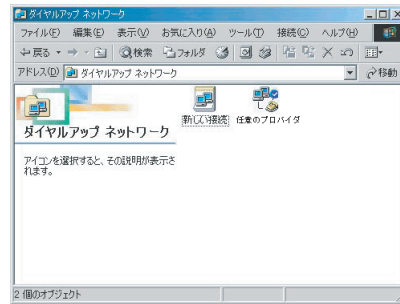 ダイヤルアップ ネットワーク
ファイル(F) 編集(E) 表示(V) お気に入り(A) ツール(T) 接続(C) ヘルプ(H)
戻る 検索 フォルダ
アドレス(D) ダイヤルアップ ネットワーク 移動
新しい接続 任意のプロバイダ
ダイヤルアップ ネットワーク
アイコンを選択すると、その説明が表示さ
れます。
2 個のオブジェクト